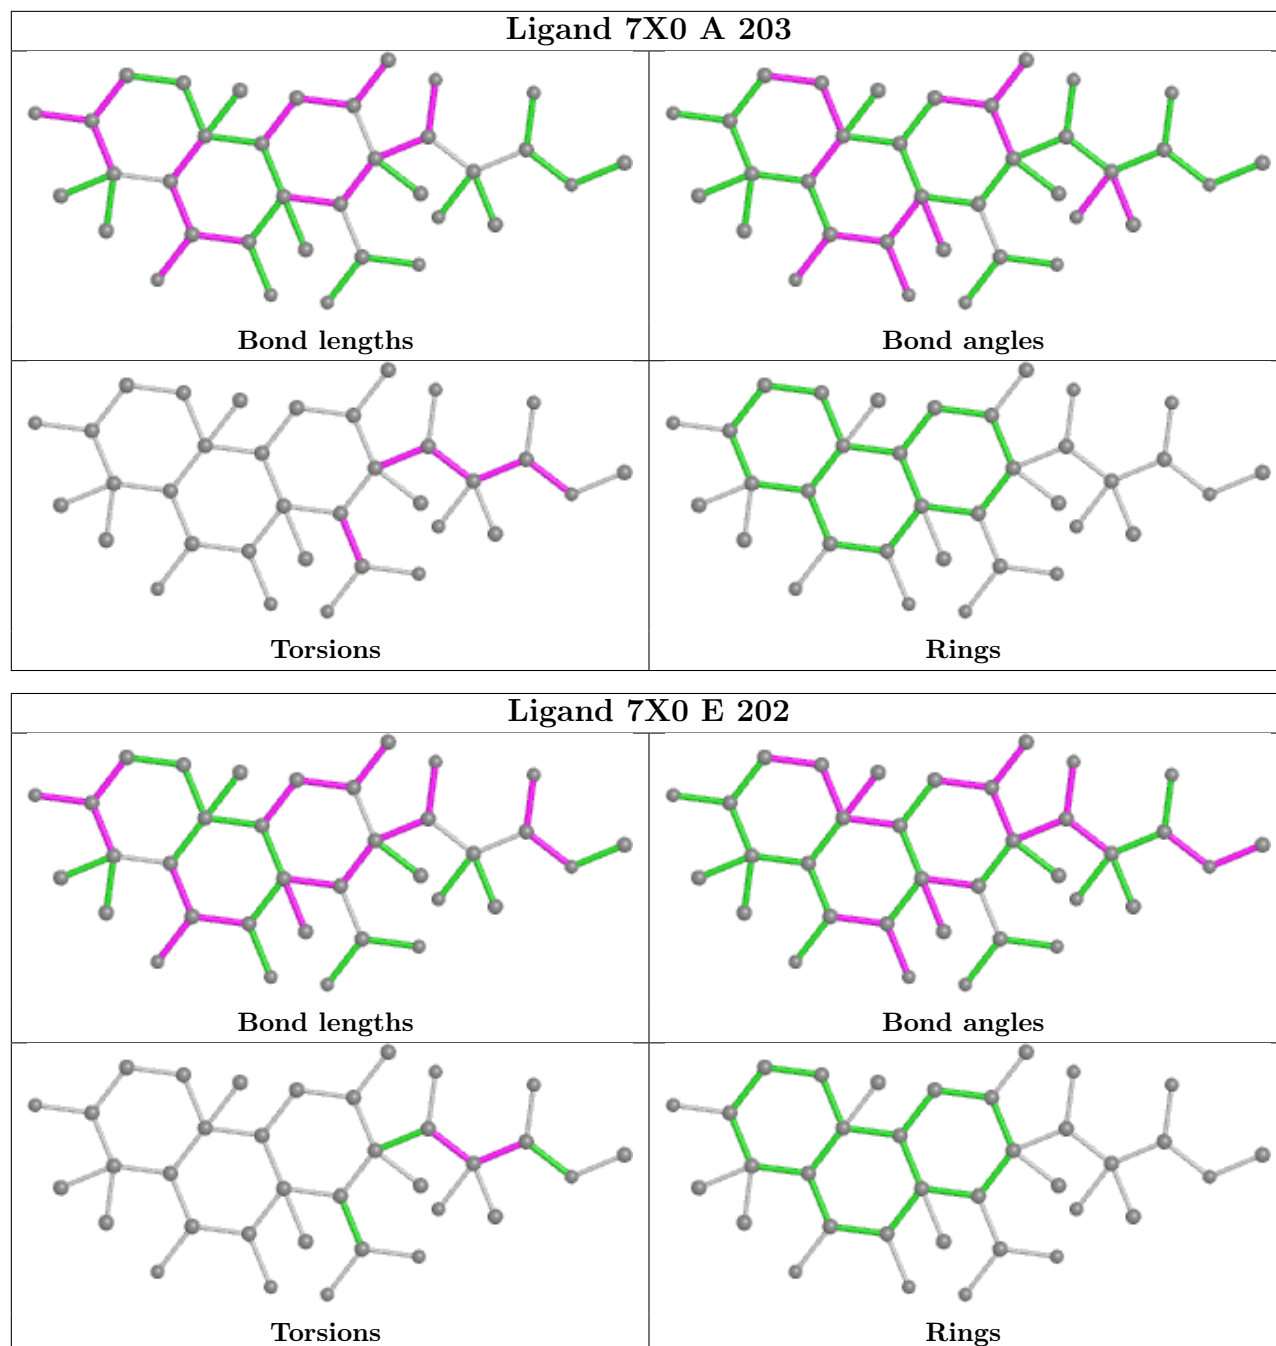 Ligand 7X0 A 203
Bond lengths
Bond angles
Torsions
Rings
Ligand 7X0 E 202
Bond lengths
Bond angles
Torsions
Rings